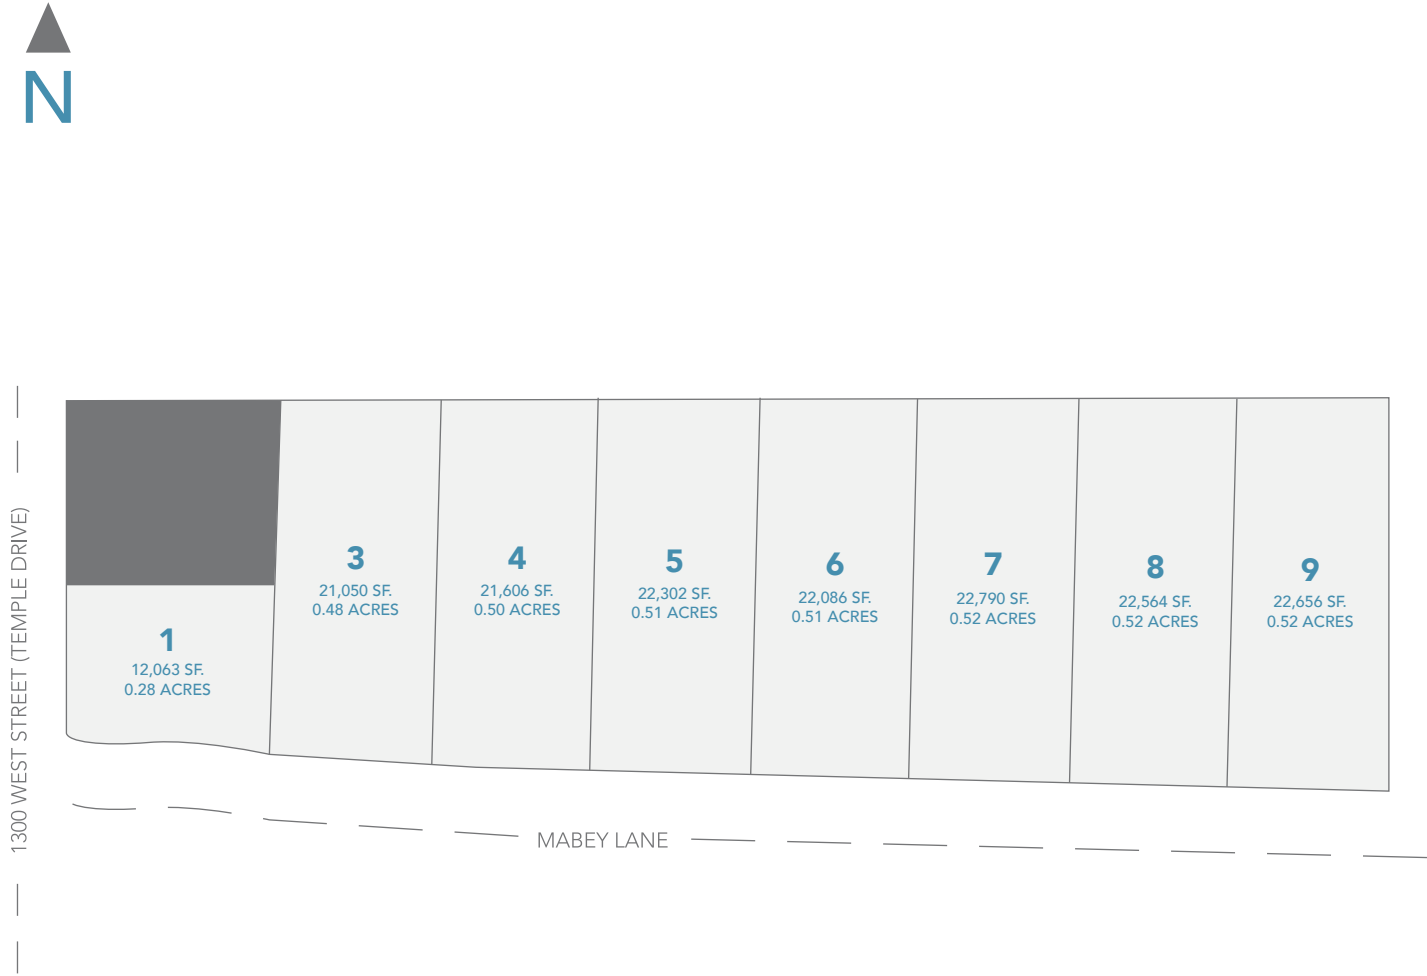 N
1300 WEST STREET (TEMPLE DRIVE)
1
12,063 SF.
0.28 ACRES
3
21,050 SF.
0.48 ACRES
4
21,606 SF.
0.50 ACRES
5
22,302 SF.
0.51 ACRES
6
22,086 SF.
0.51 ACRES
7
22,790 SF.
0.52 ACRES
8
22,564 SF.
0.52 ACRES
9
22,656 SF.
0.52 ACRES
MABEY LANE